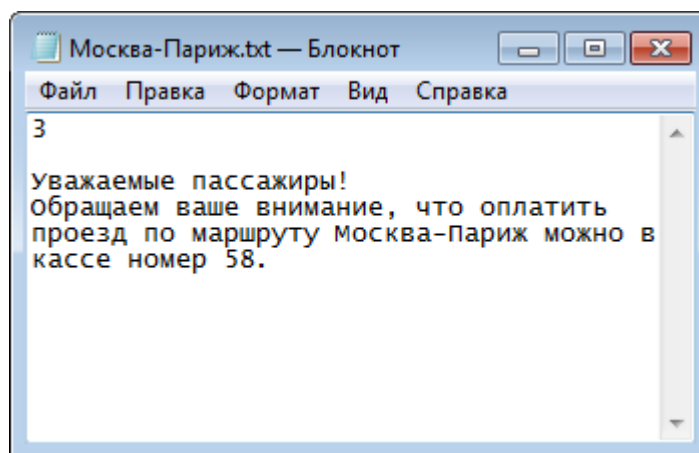 Москва-Париж.txt — Блокнот
Файл Правка Формат Вид Справка
3
Уважаемые пассажиры!
Обращаем ваше внимание, что оплатить
проезд по маршруту Москва-Париж можно в
кассе номер 58.